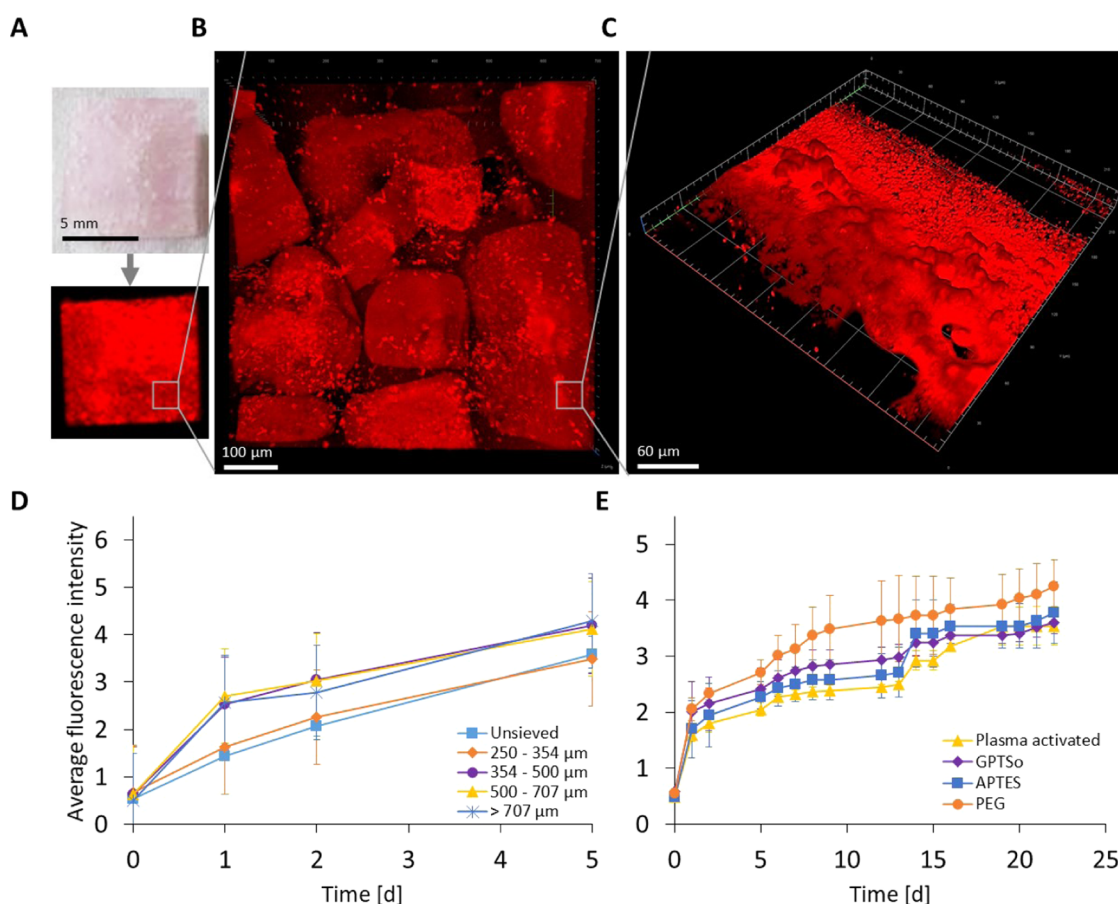 A
B
C
5 mm
100 µm
60 µm
D
E
Average fluorescence intensity
6
5
4
3
2
1
0
0
1
2
5
Time [d]
Unsieved
250 - 354 µm
354 - 500 µm
500 - 707 µm
> 707 µm
5
4
3
2
1
0
0
5
10
15
20
25
Time [d]
Plasma activated
GPTSo
APTES
PEG